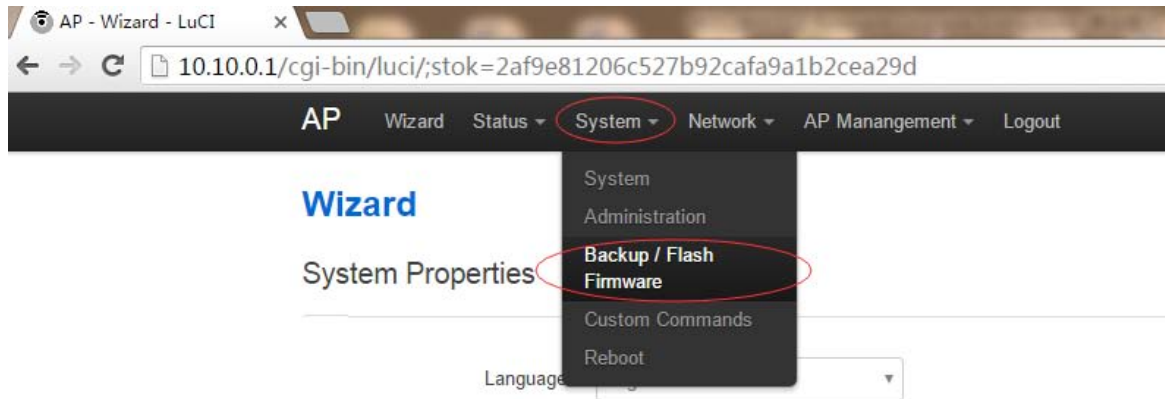 AP - Wizard - LuCI
10.10.0.1/cgi-bin/luci/;stok=2af9e81206c527b92cafa9a1b2cea29d
AP Wizard Status System Network AP Manangement Logout
System
Wizard
Administration
Backup / Flash
System Properties
Firmware
Custom Commands
Reboot
Language